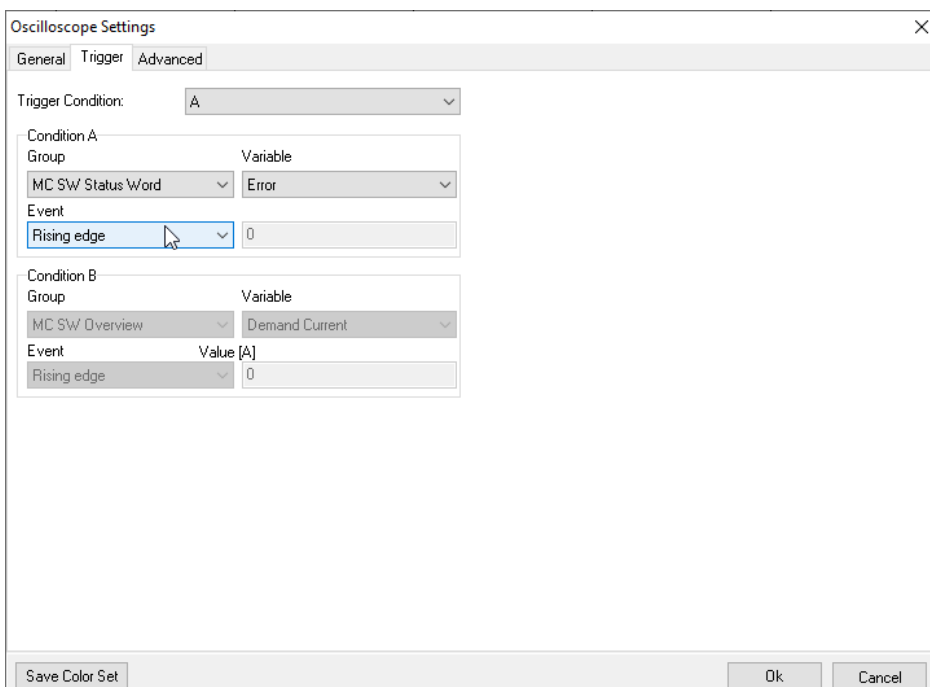 Oscilloscope Settings
General Trigger Advanced
Trigger Condition: A
Condition A
Group Variable
MC SW Status Word Error
Event
Rising edge 0
Condition B
Group Variable
MC SW Overview Demand Current
Event Value [A]
Rising edge 0
Save Color Set Ok Cancel